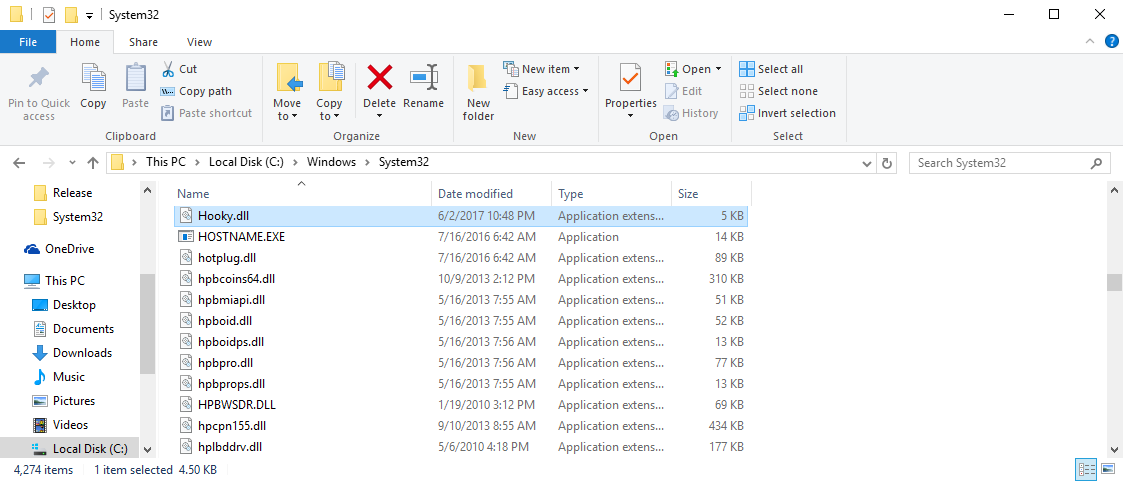 System32
File Home Share View
Pin to Quick access
Copy
Paste
Cut
Copy path
Paste shortcut
Clipboard
Move to
Copy to
Delete
Rename
Organize
New folder
New item
Easy access
New
Properties
Open
Edit
History
Open
Select all
Select none
Invert selection
Select
This PC > Local Disk (C:) > Windows > System32
Search System32
Release
System32
OneDrive
This PC
Desktop
Documents
Downloads
Music
Pictures
Videos
Local Disk (C:)
Name Date modified Type Size
Hooky.dll 6/2/2017 10:48 PM Application extens... 5 KB
HOSTNAME.EXE 7/16/2016 6:42 AM Application 14 KB
hotplug.dll 7/16/2016 6:42 AM Application extens... 89 KB
hpbcoins64.dll 10/9/2013 2:12 PM Application extens... 310 KB
hpbmiapi.dll 5/16/2013 7:55 AM Application extens... 51 KB
hpboid.dll 5/16/2013 7:55 AM Application extens... 52 KB
hpboidps.dll 5/16/2013 7:56 AM Application extens... 13 KB
hpbpro.dll 5/16/2013 7:56 AM Application extens... 77 KB
hpbprops.dll 5/16/2013 7:55 AM Application extens... 13 KB
HPBWSDR.DLL 1/19/2010 3:12 PM Application extens... 69 KB
hpcpn155.dll 9/10/2013 8:55 AM Application extens... 434 KB
hplbddrv.dll 5/6/2010 4:18 PM Application extens... 177 KB
4,274 items 1 item selected 4.50 KB